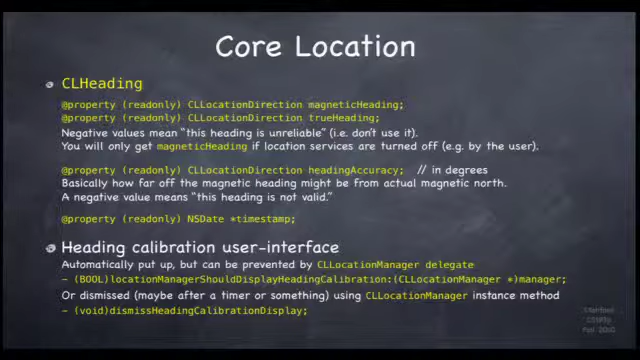 Core Location
CLHeading
@property (readonly) CLLocationDirection magneticHeading;
@property (readonly) CLLocationDirection trueHeading;
Negative values mean “this heading is unreliable” (i.e. don’t use it).
You will only get magneticHeading if location services are turned off (e.g. by the user).
@property (readonly) CLLocationDirection headingAccuracy; // in degrees
Basically how far off the magnetic heading might be from actual magnetic north.
A negative value means “this heading is not valid.”
@property (readonly) NSDate *timestamp;
Heading calibration user-interface
Automatically put up, but can be prevented by CLLocationManager delegate
- (BOOL)locationManagerShouldDisplayHeadingCalibration:(CLLocationManager *)manager;
Or dismissed (maybe after a timer or something) using CLLocationManager instance method
- (void)dismissHeadingCalibrationDisplay;
Stanford
CS193p
Fall 2010